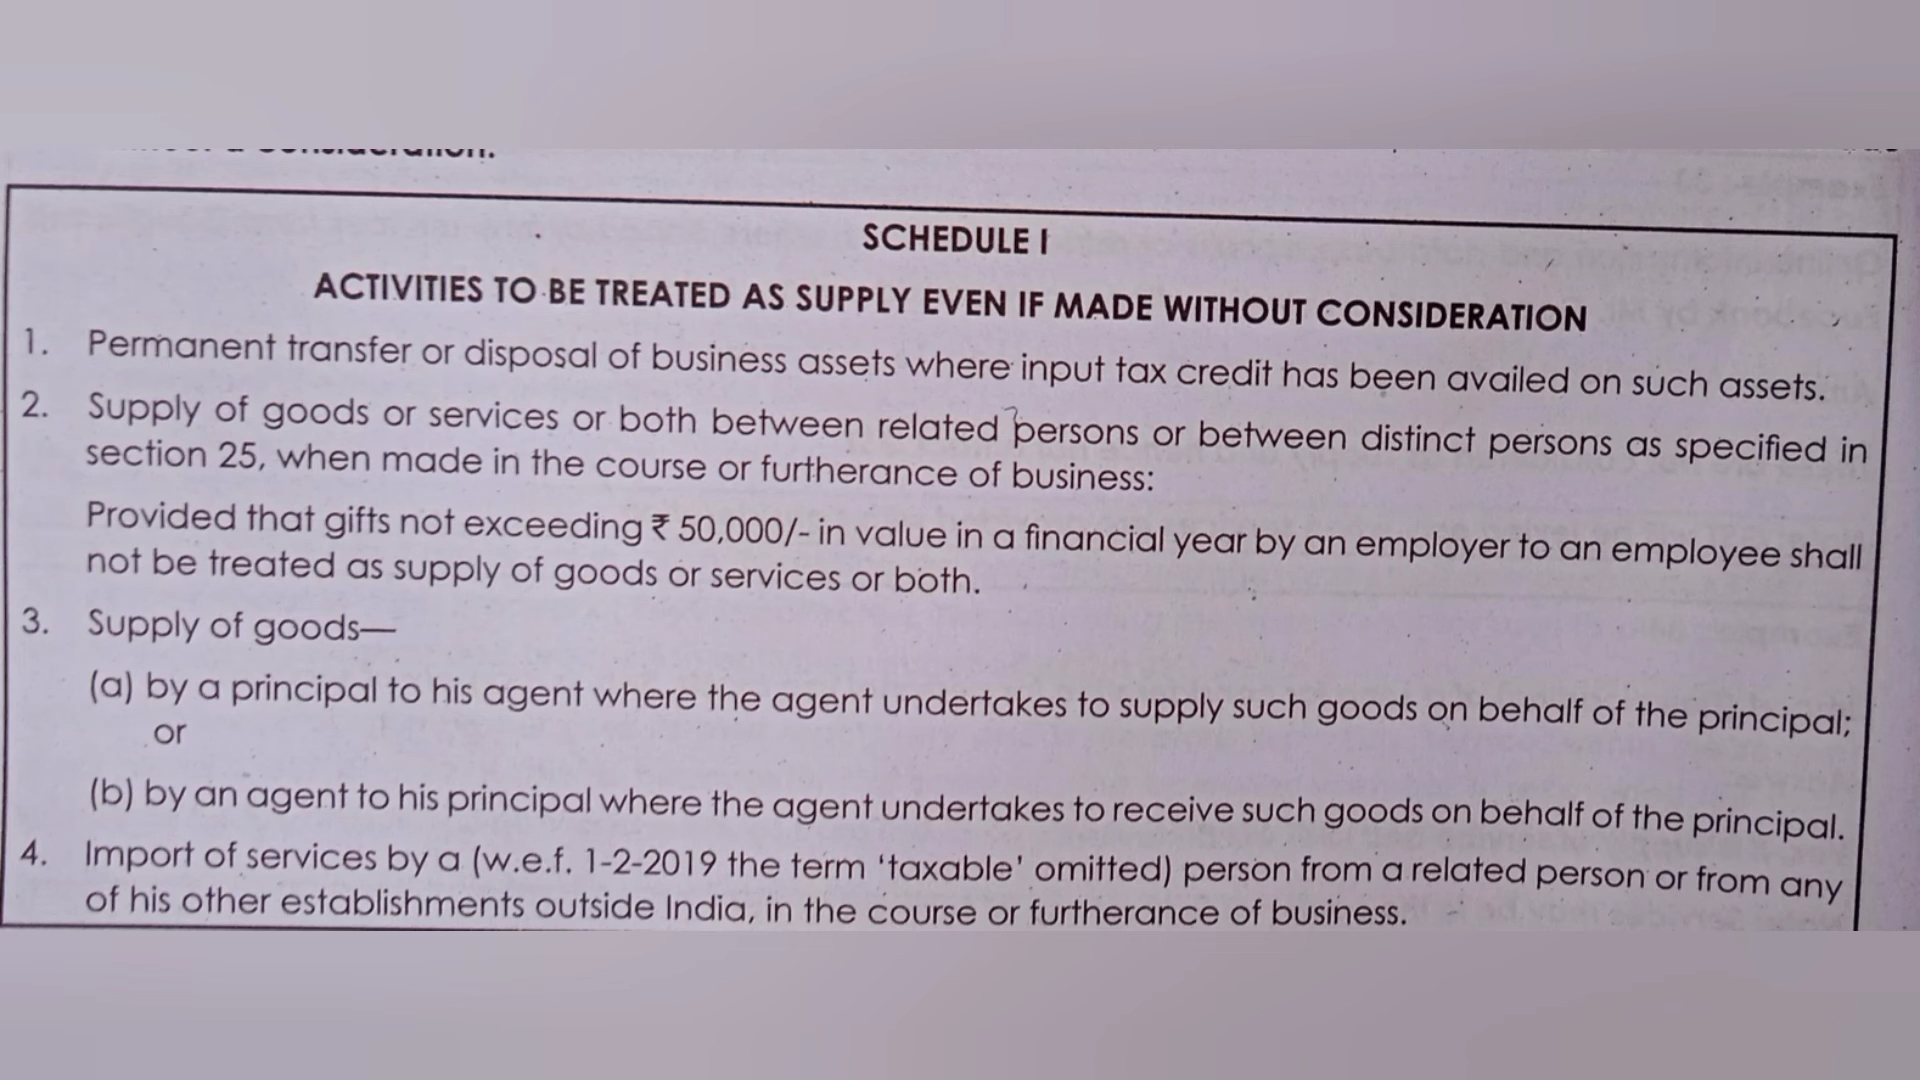 SCHEDULE I
ACTIVITIES TO BE TREATED AS SUPPLY EVEN IF MADE WITHOUT CONSIDERATION
1. Permanent transfer or disposal of business assets where input tax credit has been availed on such assets.
2. Supply of goods or services or both between related persons or between distinct persons as specified in
section 25, when made in the course or furtherance of business:
Provided that gifts not exceeding ₹ 50,000/- in value in a financial year by an employer to an employee shall
not be treated as supply of goods or services or both.
3. Supply of goods—
(a) by a principal to his agent where the agent undertakes to supply such goods on behalf of the principal;
or
(b) by an agent to his principal where the agent undertakes to receive such goods on behalf of the principal.
4. Import of services by a (w.e.f. 1-2-2019 the term 'taxable' omitted) person from a related person or from any
of his other establishments outside India, in the course or furtherance of business.